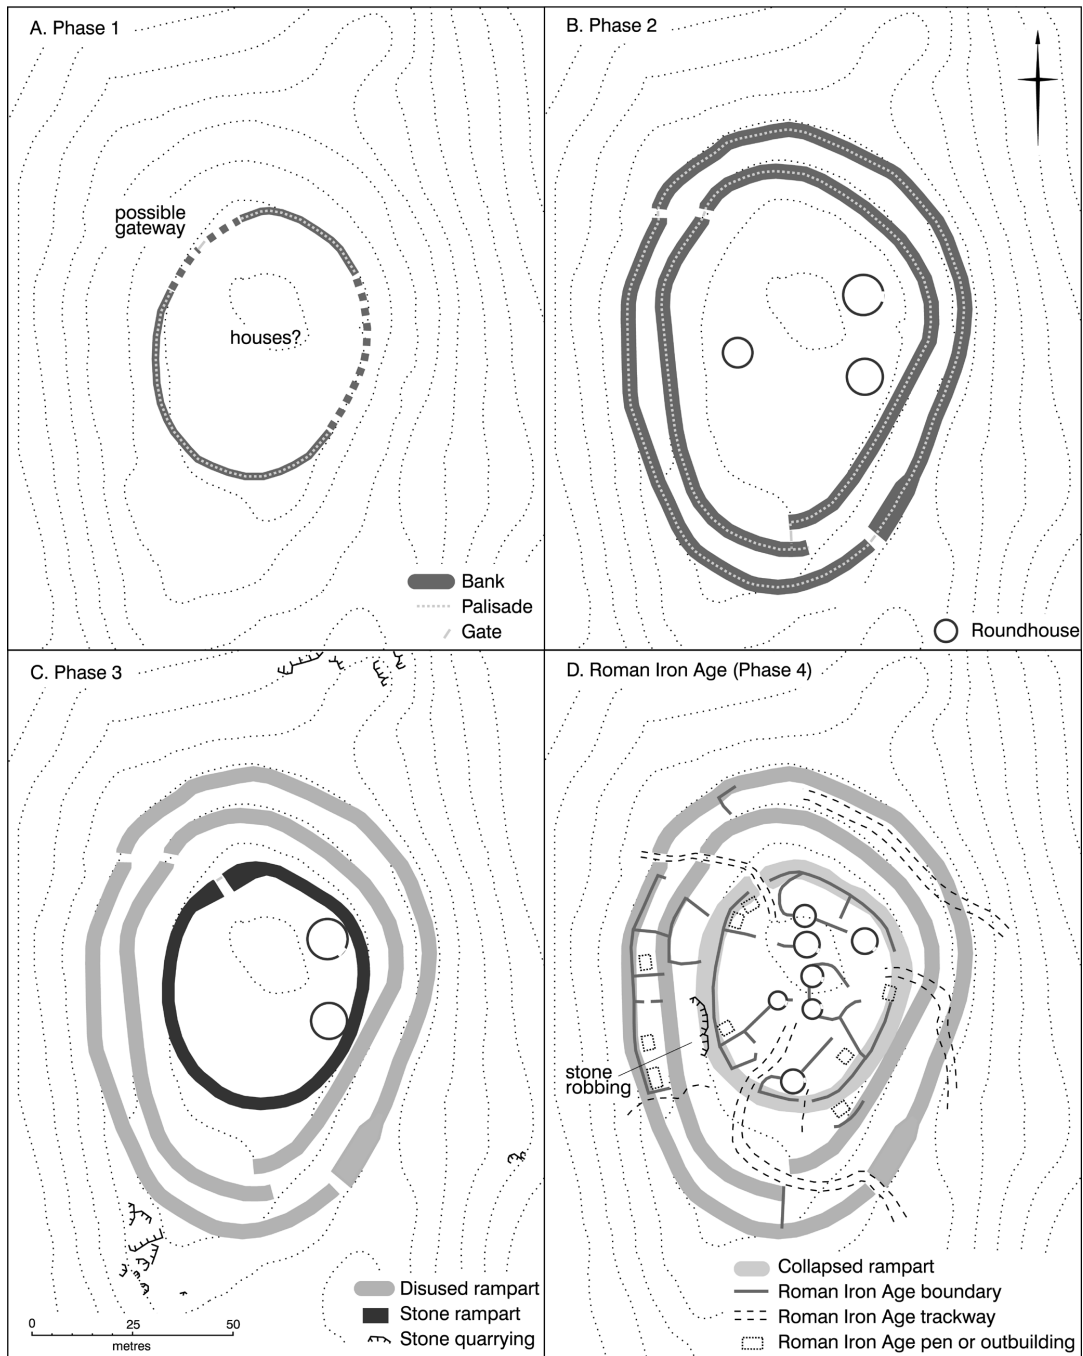 A. Phase 1
possible
gateway
houses?
Bank
Palisade
Gate
B. Phase 2
Roundhouse
C. Phase 3
Disused rampart
Stone rampart
Stone quarrying
0 25 50
metres
D. Roman Iron Age (Phase 4)
stone
robbing
Collapsed rampart
Roman Iron Age boundary
Roman Iron Age trackway
Roman Iron Age pen or outbuilding